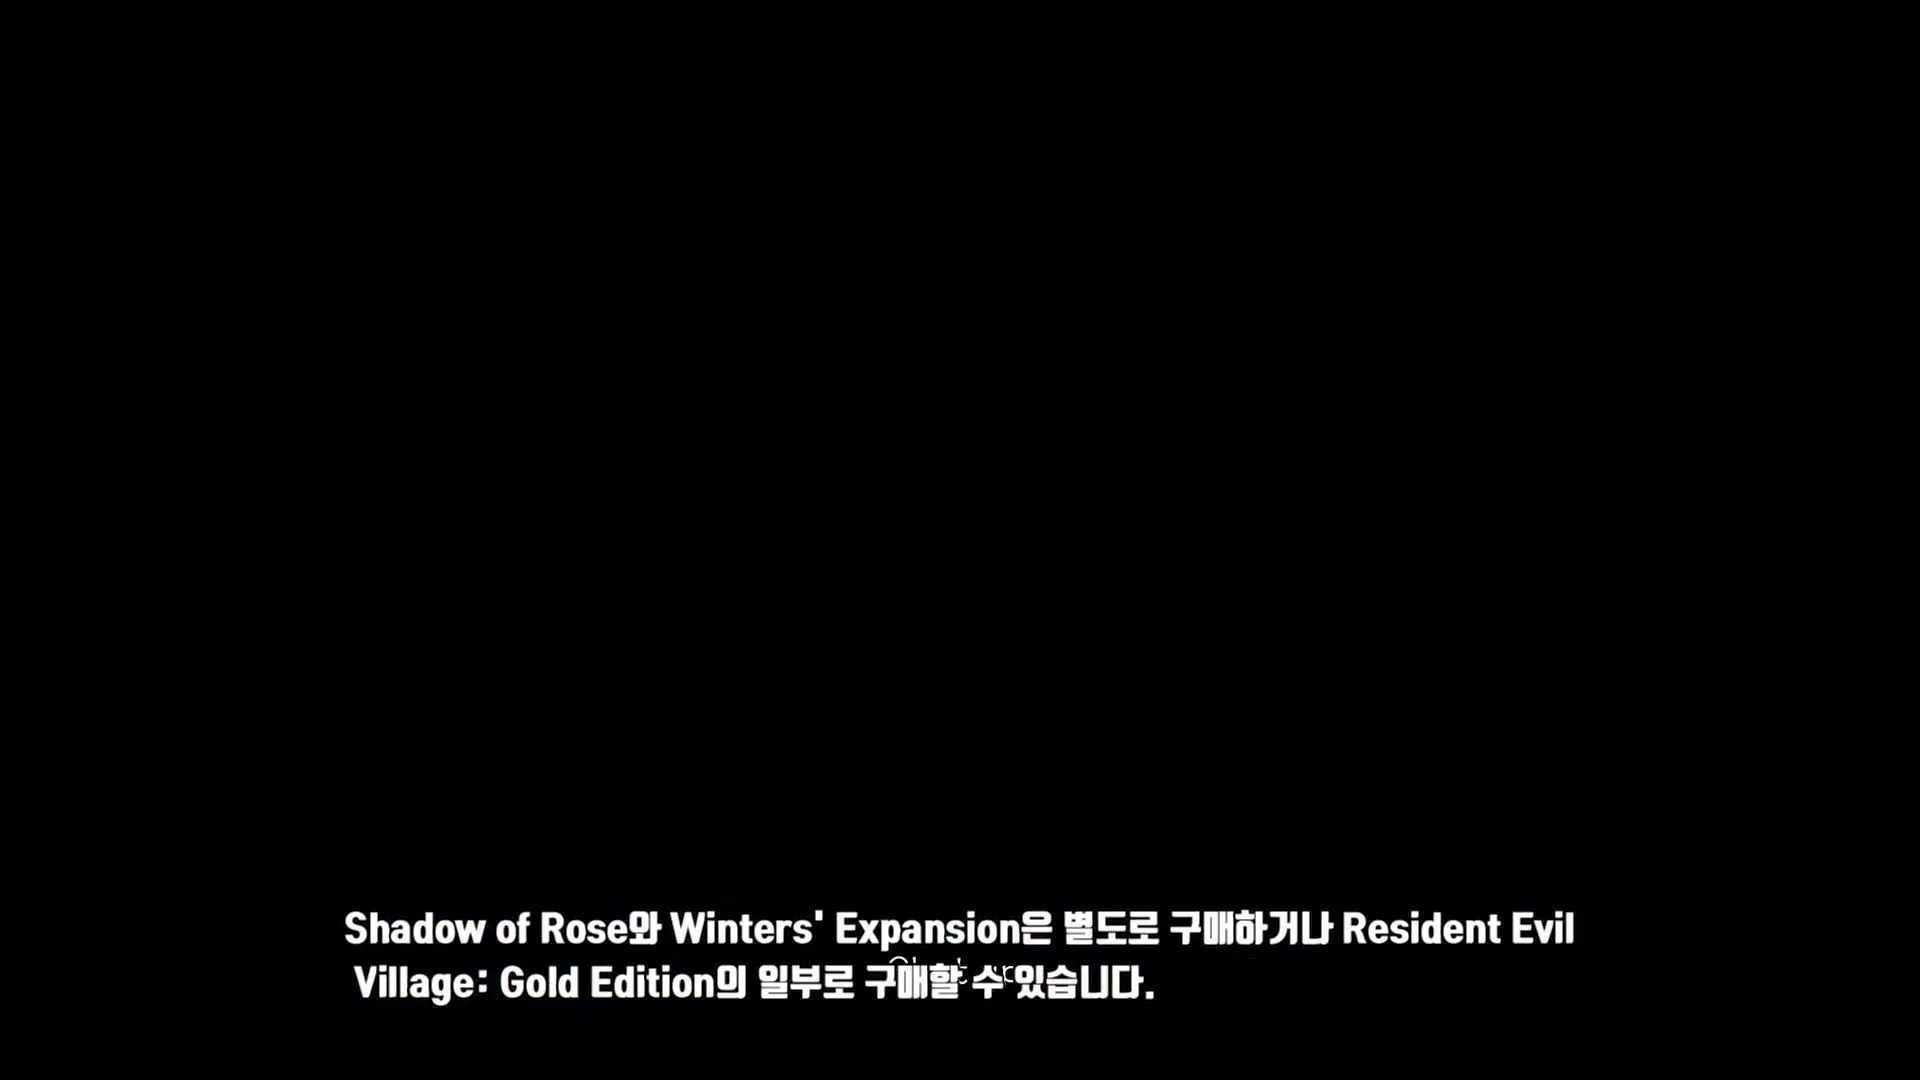 Shadow of Rose와 Winters' Expansion은 별도로 구매하거나 Resident Evil
Village: Gold Edition의 일부로 구매할 수 있습니다.